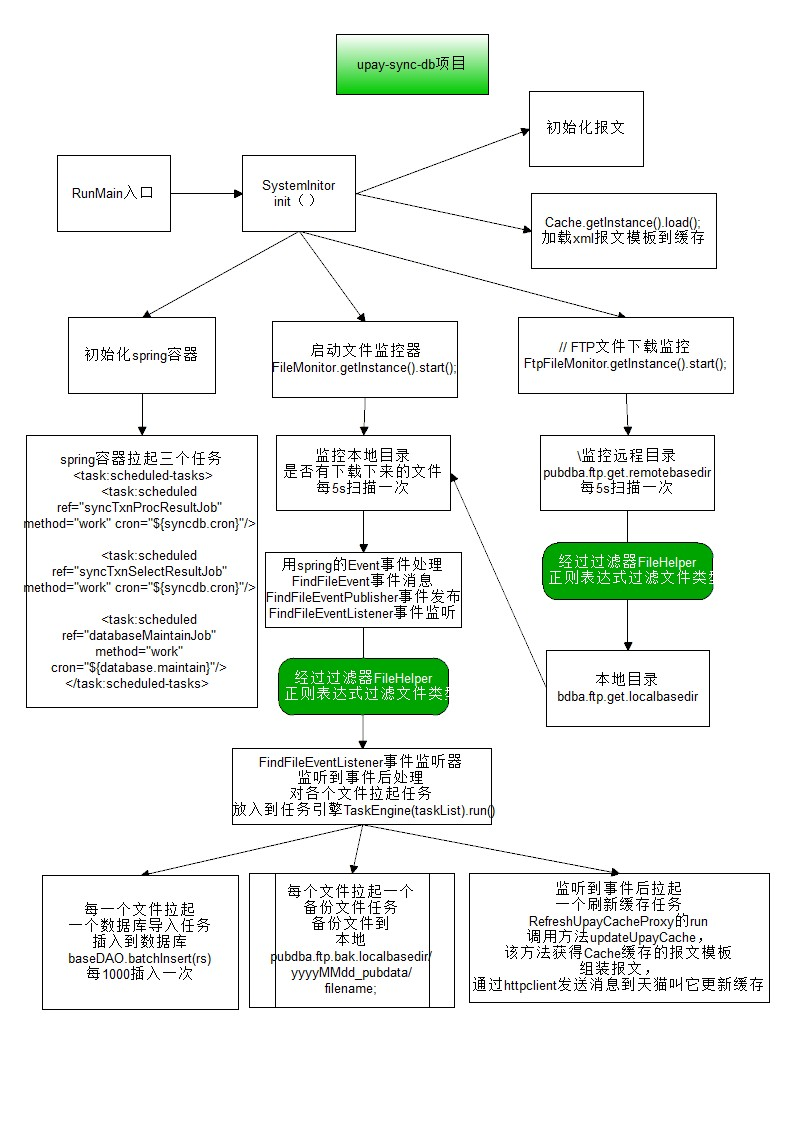 upay-sync-db项目
初始化报文
RunMain入口
SystemInitor
init（）
Cache.getInstance().load();
加载xml报文模板到缓存
初始化spring容器
启动文件监控器
FileMonitor.getInstance().start();
// FTP文件下载监控
FtpFileMonitor.getInstance().start();
spring容器拉起三个任务
<task:scheduled-tasks>
<task:scheduled
ref="syncTxnProcResultJob"
method="work" cron="${syncdb.cron}"/>
<task:scheduled
ref="syncTxnSelectResultJob"
method="work" cron="${syncdb.cron}"/>
<task:scheduled
ref="databaseMaintainJob"
method="work"
cron="${database.maintain}"/>
</task:scheduled-tasks>
监控本地目录
是否有下载下来的文件
每5s扫描一次
\监控远程目录
pubdba.ftp.get.remotebasedir
每5s扫描一次
用spring的Event事件处理
FindFileEvent事件消息
FindFileEventPublisher事件发布
FindFileEventListener事件监听
经过过滤器FileHelper
正则表达式过滤文件类型
经过过滤器FileHelper
正则表达式过滤文件类型
本地目录
bdba.ftp.get.localbasedir
FindFileEventListener事件监听器
监听到事件后处理
对各个文件拉起任务
放入到任务引擎TaskEngine(taskList).run()
每一个文件拉起
一个数据库导入任务
插入到数据库
baseDAO.batchInsert(rs)
每1000插入一次
每个文件拉起一个
备份文件任务
备份文件到
本地
pubdba.ftp.bak.localbasedir/
yyyyMMdd_pubdata/
filename;
监听到事件后拉起
一个刷新缓存任务
RefreshUpayCacheProxy的run
调用方法updateUpayCache，
该方法获得Cache缓存的报文模板
组装报文，
通过httpclient发送消息到天猫叫它更新缓存